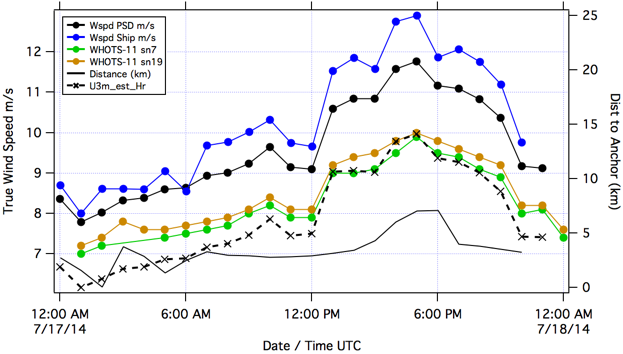 Wspd PSD m/s
Wspd Ship m/s
WHOTS-11 sn7
WHOTS-11 sn19
Distance (km)
U3m_est_Hr
True Wind Speed m/s
12
11
10
9
8
7
Dist to Anchor (km)
25
20
15
10
5
0
12:00 AM
7/17/14
6:00 AM
12:00 PM
6:00 PM
12:00 AM
7/18/14
Date / Time UTC